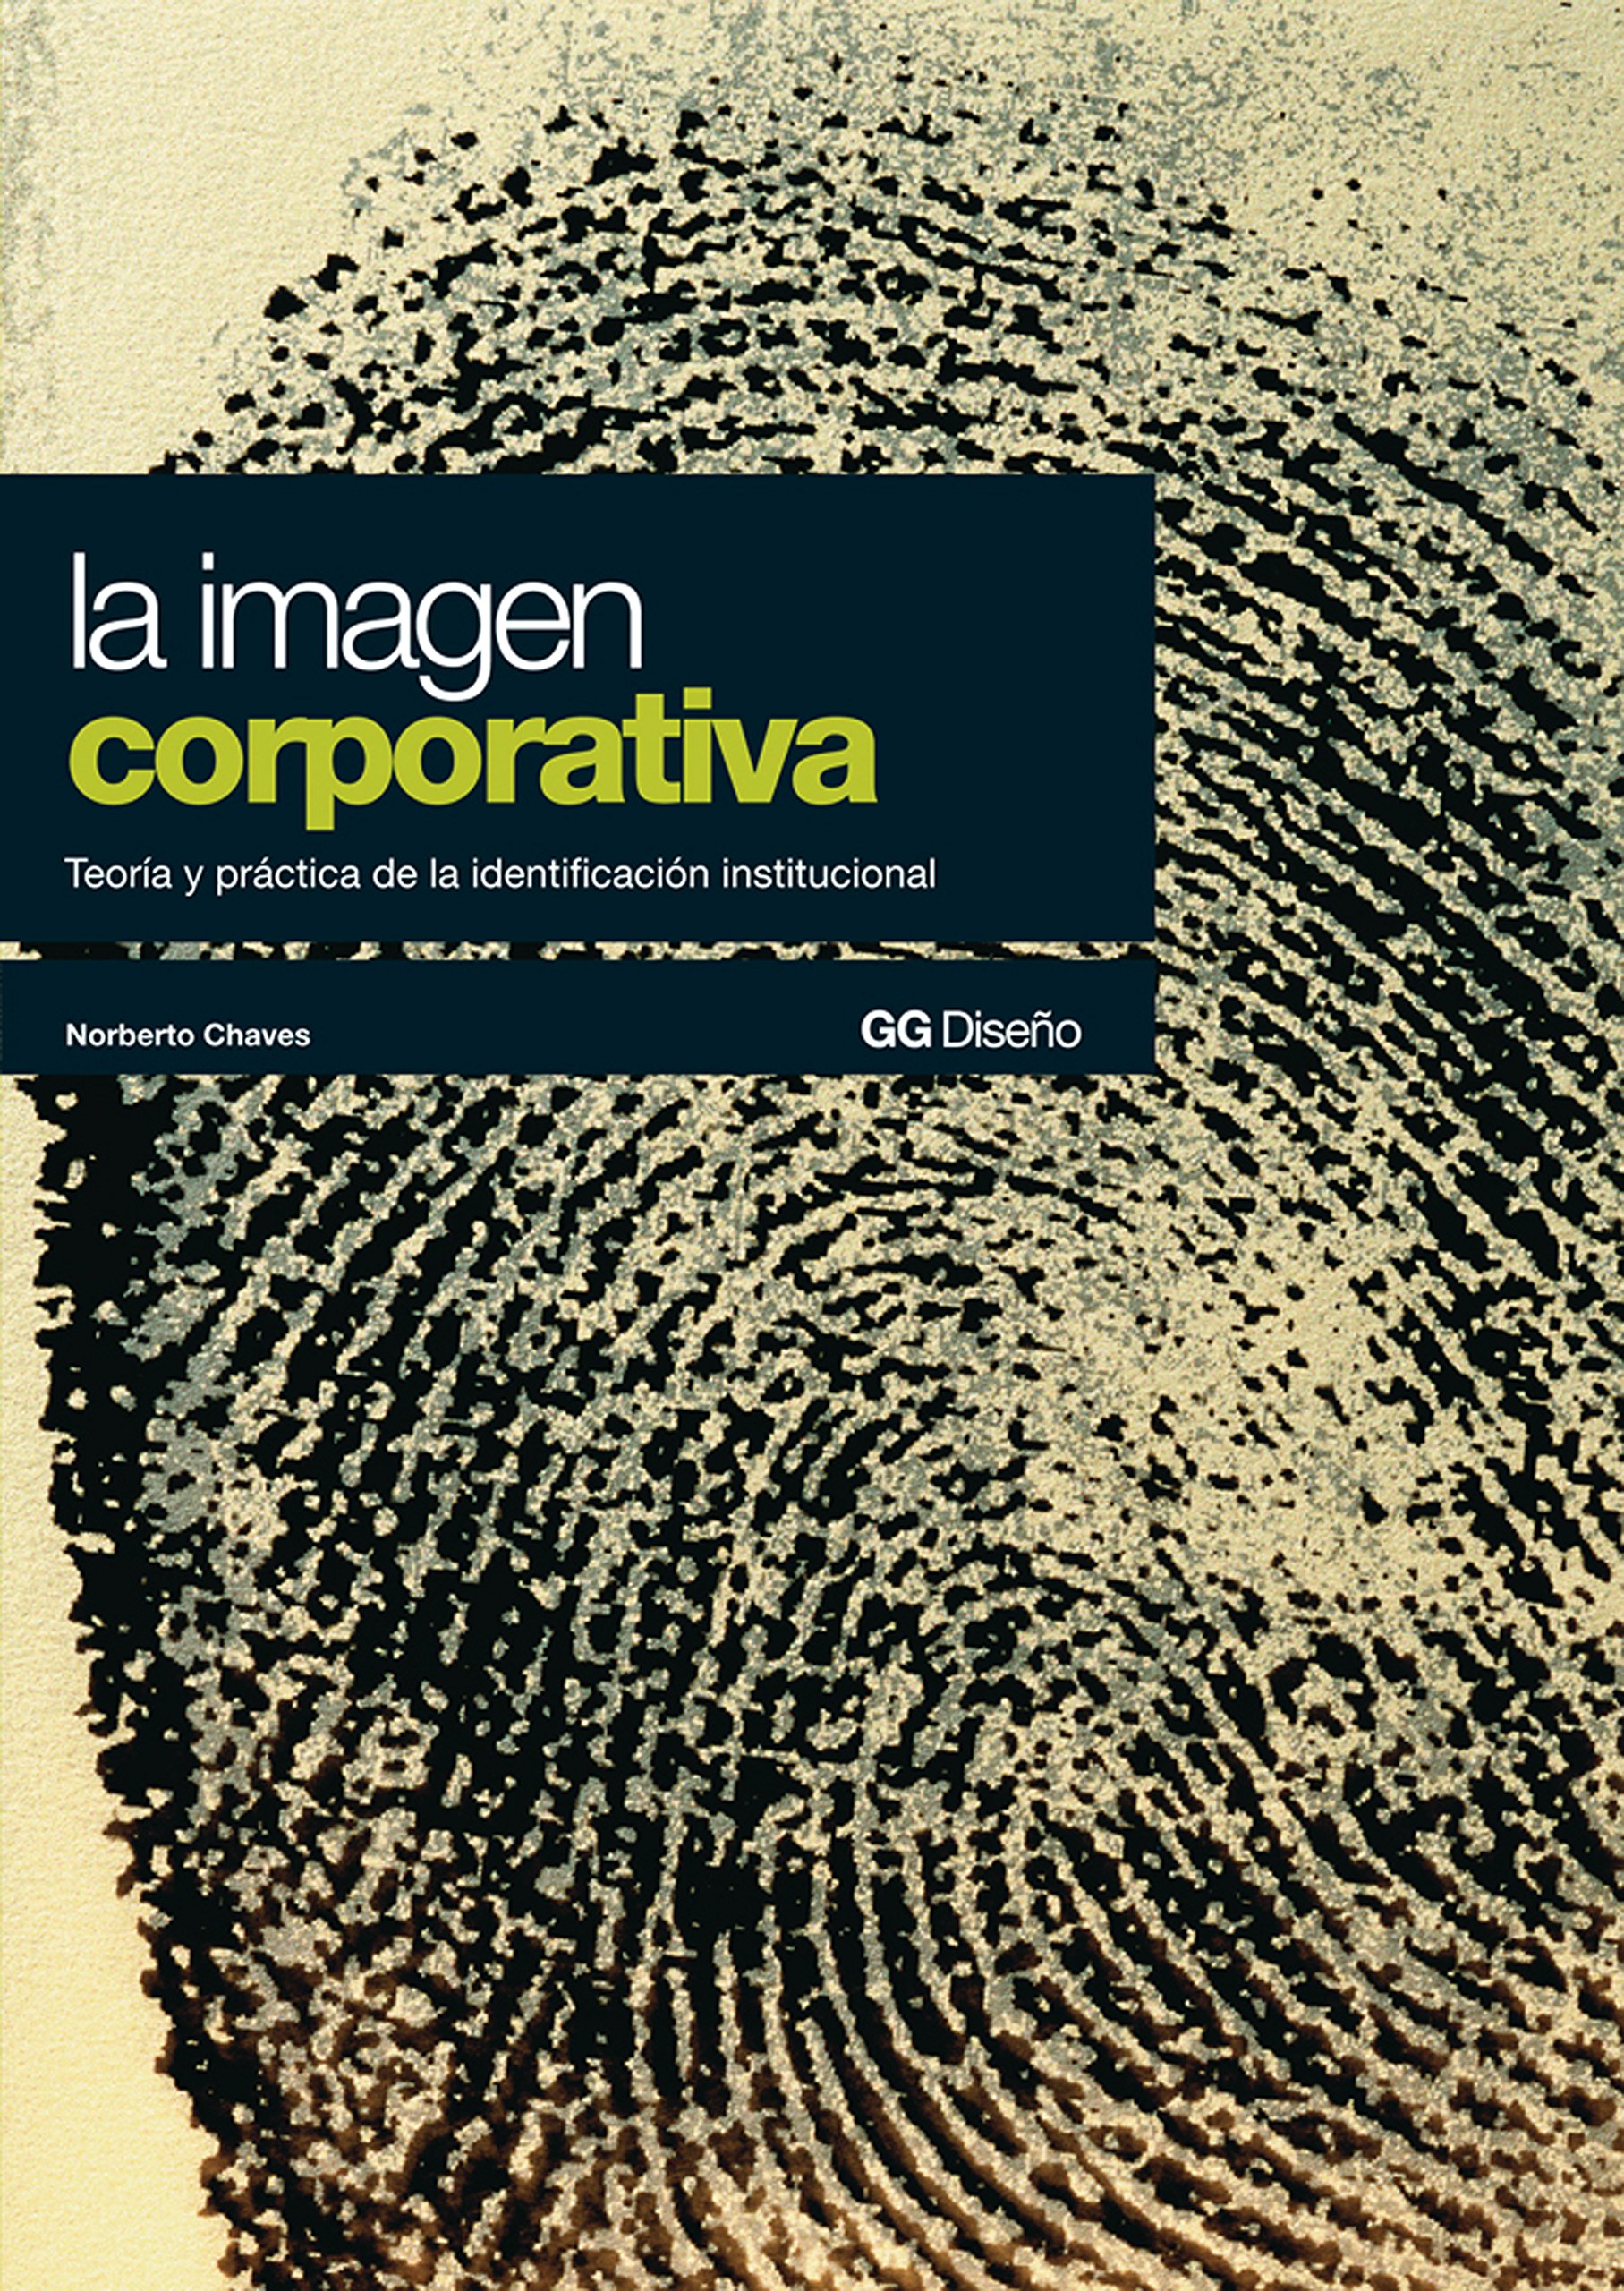 la imagen
corporativa
Teoría y práctica de la identificación institucional
Norberto Chaves
GG Diseño